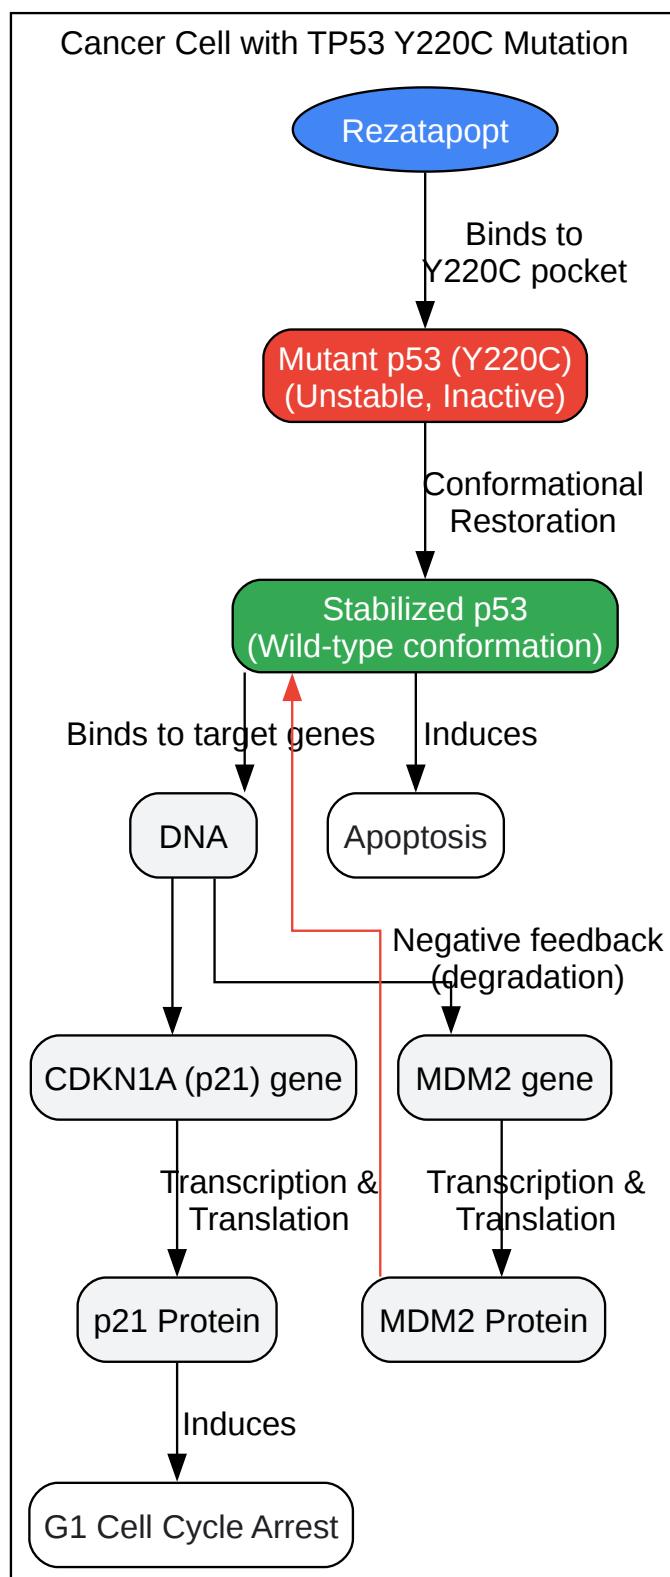 Cancer Cell with TP53 Y220C Mutation
Rezatapopt
Binds to
Y220C pocket
Mutant p53 (Y220C)
(Unstable, Inactive)
Conformational
Restoration
Stabilized p53
(Wild-type conformation)
Binds to target genes
Induces
DNA
Apoptosis
Negative feedback
(degradation)
CDKN1A (p21) gene
MDM2 gene
Transcription &
Translation
Transcription &
Translation
p21 Protein
MDM2 Protein
Induces
G1 Cell Cycle Arrest